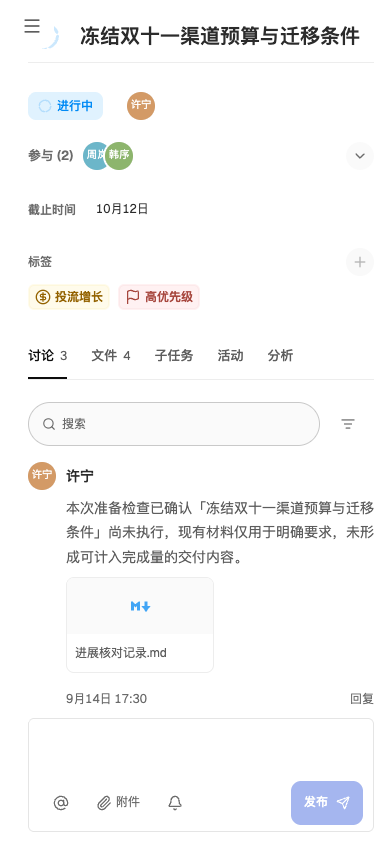 冻结双十一渠道预算与迁移条件
进行中
许宁
参与 (2)
周岚
韩序
截止时间
10月12日
标签
投流增长
高优先级
讨论 3
文件 4
子任务
活动
分析
搜索
许宁
许宁
本次准备检查已确认「冻结双十一渠道预算与迁移
条件」尚未执行，现有材料仅用于明确要求，未形
成可计入完成量的交付内容。
进展核对记录.md
9月14日 17:30
回复
附件
发布